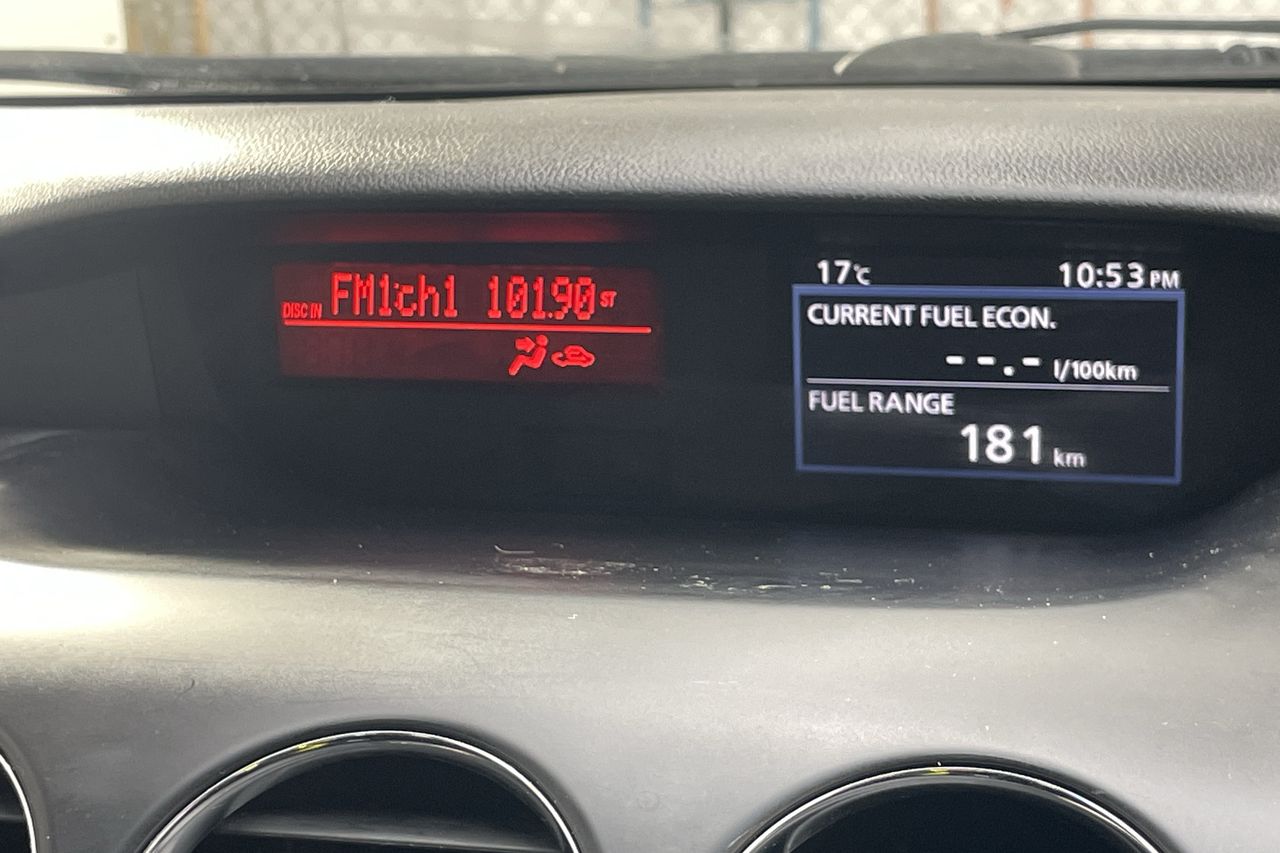 DISC IN FM1ch1 101.90 ST
17°C 10:53 PM
CURRENT FUEL ECON.
--.- l/100km
FUEL RANGE
181 km